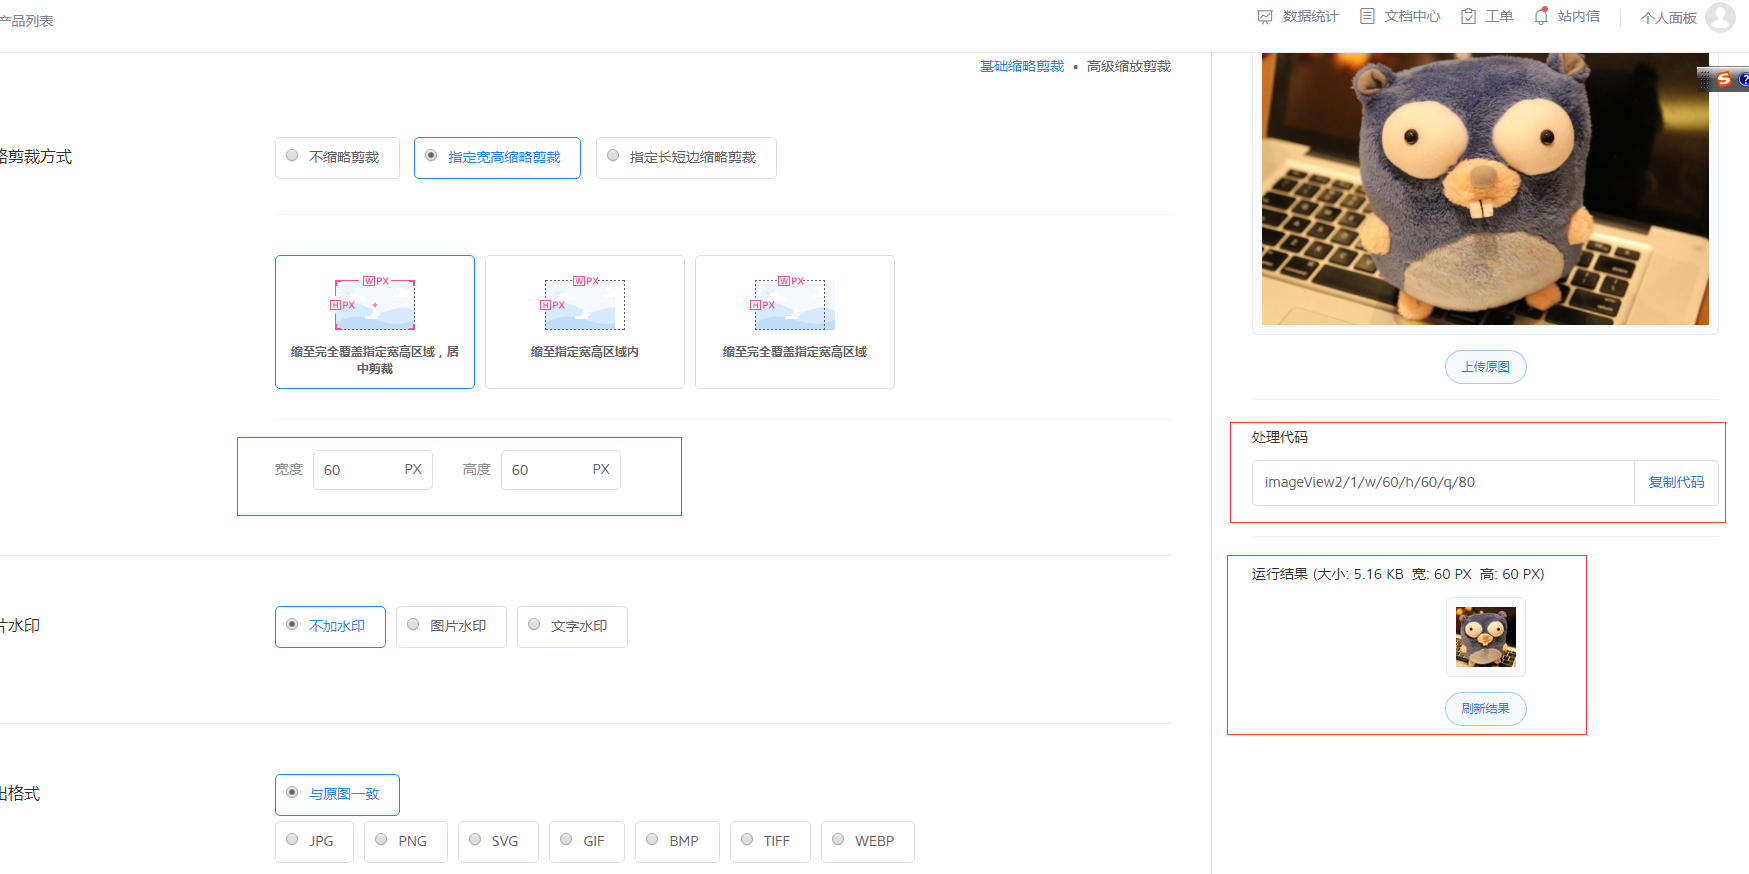 产品列表
数据统计 文档中心 工单 站内信 个人面板
基础缩略剪裁 • 高级缩放剪裁
剪裁方式
不缩略剪裁 指定宽高缩略剪裁 指定长短边缩略剪裁
W PX W PX W PX
H PX H PX H PX
缩至完全覆盖指定宽高区域，居
中剪裁
缩至指定宽高区域内
缩至完全覆盖指定宽高区域
宽度 60 PX 高度 60 PX
片水印
不加水印 图片水印 文字水印
出格式
与原图一致
JPG PNG SVG GIF BMP TIFF WEBP
上传原图
处理代码
imageView2/1/w/60/h/60/q/80 复制代码
运行结果 (大小: 5.16 KB 宽: 60 PX 高: 60 PX)
刷新结果